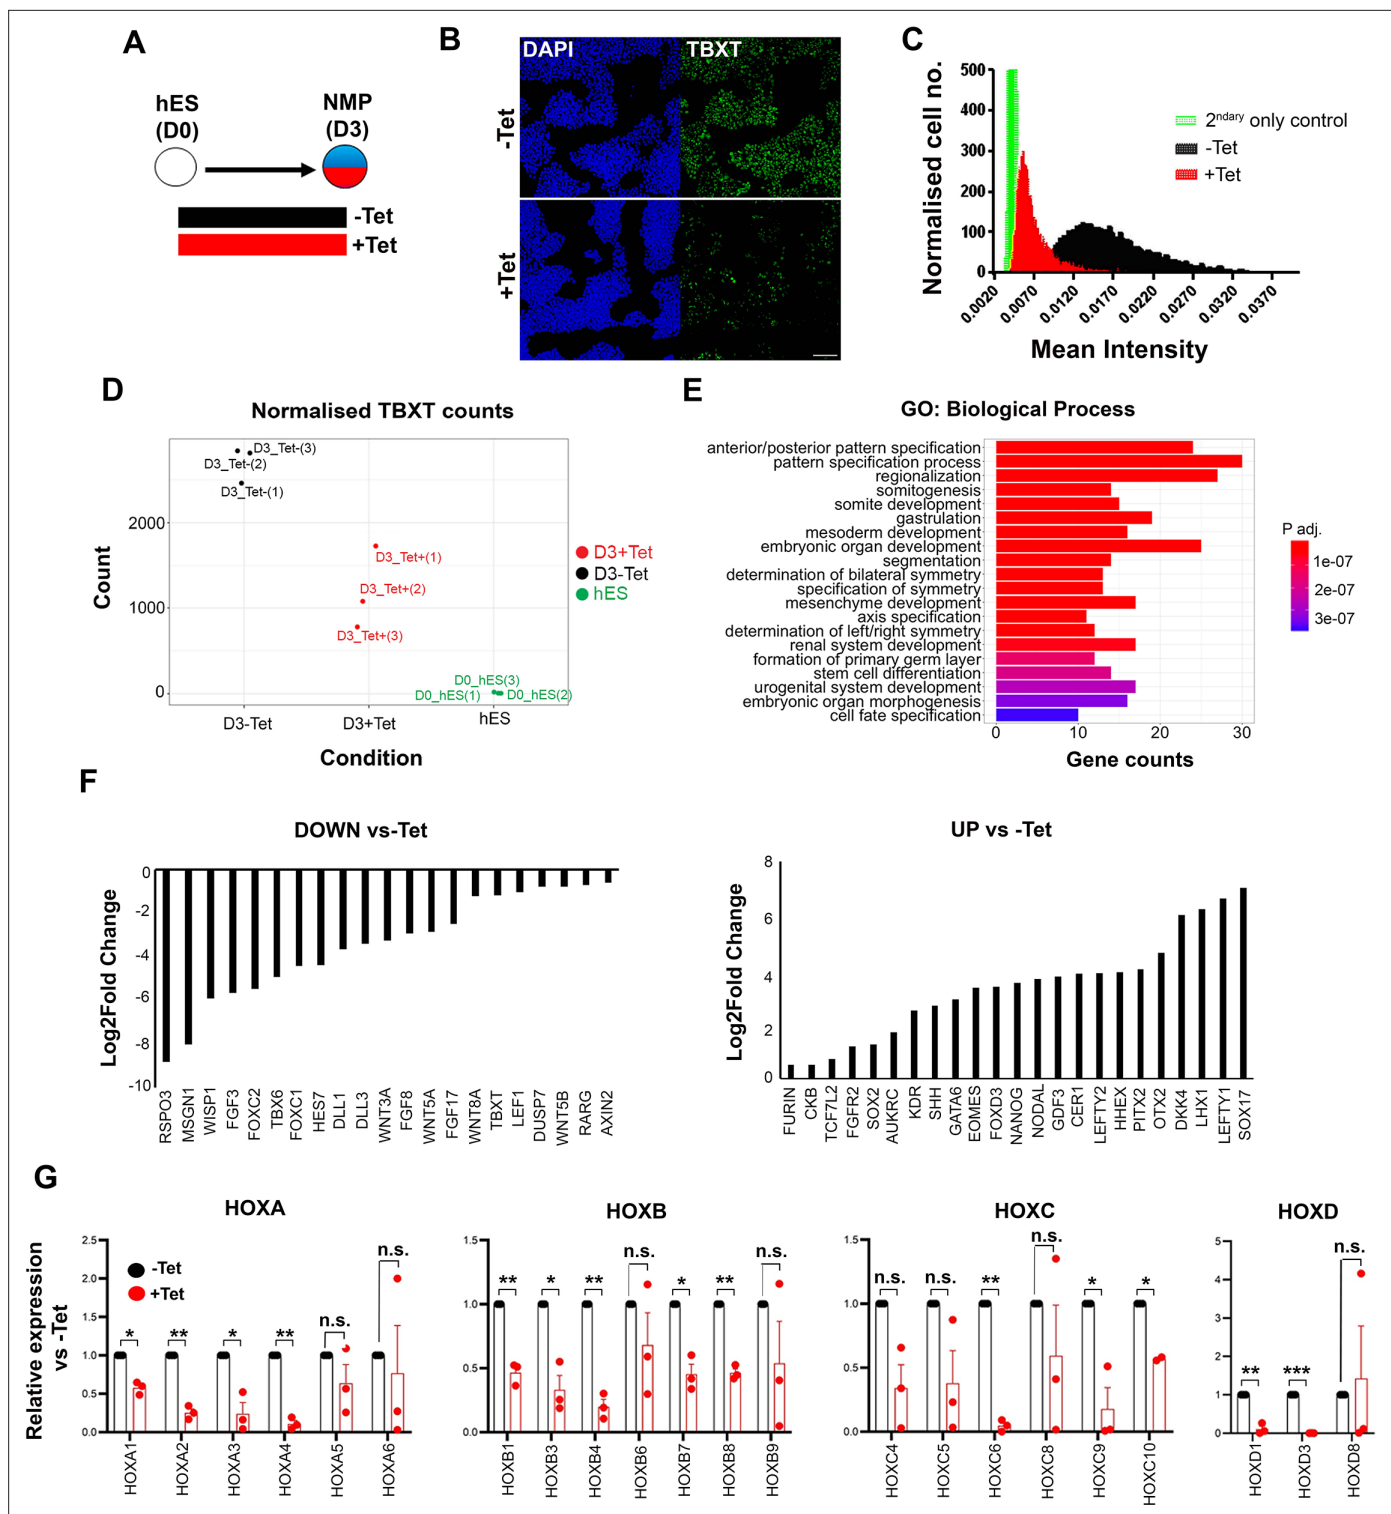 A
hES
(D0)
NMP
(D3)
-Tet
+Tet
B
DAPI
TBXT
-Tet
+Tet
C
Normalised cell no.
500
400
300
200
100
0
0.0020
0.0070
0.0120
0.0170
0.0220
0.0270
0.0320
0.0370
Mean Intensity
2ndary only control
-Tet
+Tet
D
Normalised TBXT counts
Count
2000
1000
0
D3_Tet-(3)
D3_Tet-(2)
D3_Tet-(1)
D3_Tet+(1)
D3_Tet+(2)
D3_Tet+(3)
D0_hES(3)
D0_hES(1)
D0_hES(2)
D3-Tet
D3+Tet
hES
Condition
D3+Tet
D3-Tet
hES
E
GO: Biological Process
anterior/posterior pattern specification
pattern specification process
regionalization
somitogenesis
somite development
gastrulation
mesoderm development
embryonic organ development
segmentation
determination of bilateral symmetry
specification of symmetry
mesenchyme development
axis specification
determination of left/right symmetry
renal system development
formation of primary germ layer
stem cell differentiation
urogenital system development
embryonic organ morphogenesis
cell fate specification
0
10
20
30
Gene counts
P adj.
1e-07
2e-07
3e-07
F
DOWN vs-Tet
Log2Fold Change
0
-2
-4
-6
-8
-10
RSPO3
MSGN1
WISP1
FGF3
FOXC2
TBX6
FOXC1
HES7
DLL1
DLL3
WNT3A
FGF8
WNT5A
FGF17
WNT8A
TBXT
LEF1
DUSP7
WNT5B
RARG
AXIN2
UP vs -Tet
Log2Fold Change
8
6
4
2
0
FURIN
CKB
TCF7L2
FGFR2
SOX2
AUKRC
KDR
SHH
GATA6
EOMES
FOXD3
NANOG
NODAL
GDF3
CER1
LEFTY2
HHEX
PITX2
OTX2
DKK4
LHX1
LEFTY1
SOX17
G
Relative expression
vs -Tet
HOXA
2.5
2.0
1.5
1.0
0.5
0.0
-Tet
+Tet
*
**
*
**
n.s.
n.s.
HOXA1
HOXA2
HOXA3
HOXA4
HOXA5
HOXA6
HOXB
1.5
1.0
0.5
0.0
**
*
**
n.s.
*
**
n.s.
HOXB1
HOXB3
HOXB4
HOXB6
HOXB7
HOXB8
HOXB9
HOXC
1.5
1.0
0.5
0.0
n.s.
n.s.
**
n.s.
*
*
HOXC4
HOXC5
HOXC6
HOXC8
HOXC9
HOXC10
HOXD
5
4
3
2
1
0
**
***
n.s.
HOXD1
HOXD3
HOXD8